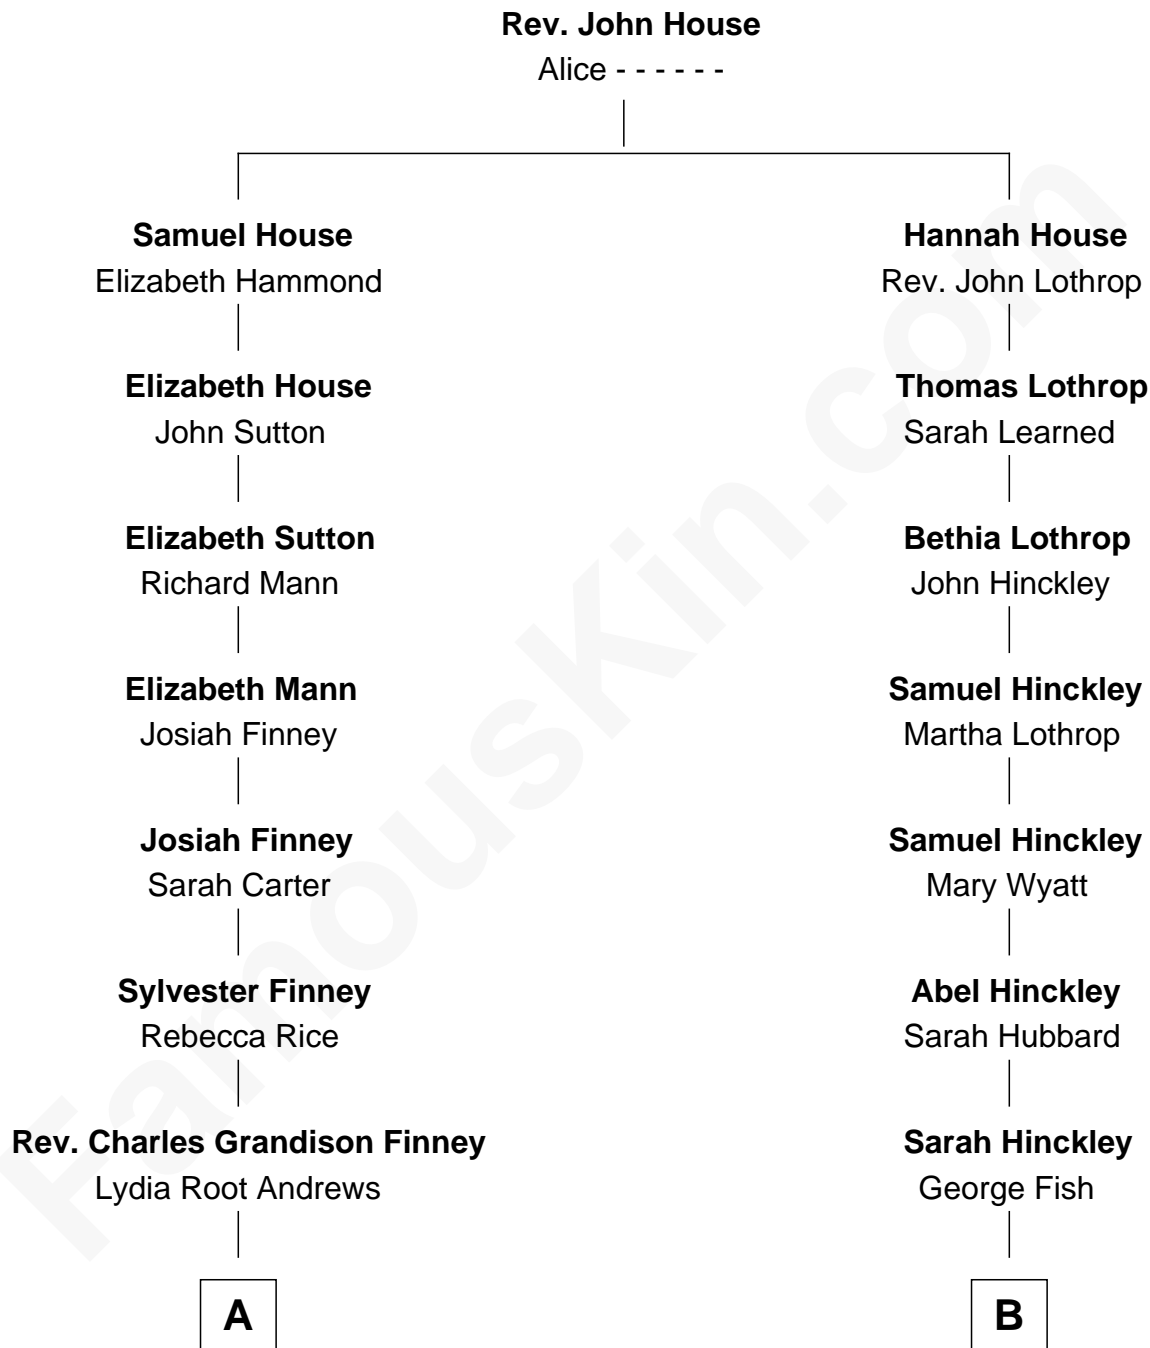 Rev. John House
Alice - - - - - -
Samuel House
Elizabeth Hammond
Hannah House
Rev. John Lothrop
Elizabeth House
John Sutton
Thomas Lothrop
Sarah Learned
Elizabeth Sutton
Richard Mann
Bethia Lothrop
John Hinckley
Elizabeth Mann
Josiah Finney
Samuel Hinckley
Martha Lothrop
Josiah Finney
Sarah Carter
Samuel Hinckley
Mary Wyatt
Sylvester Finney
Rebecca Rice
Abel Hinckley
Sarah Hubbard
Rev. Charles Grandison Finney
Lydia Root Andrews
Sarah Hinckley
George Fish
A
B
FamousKin.com